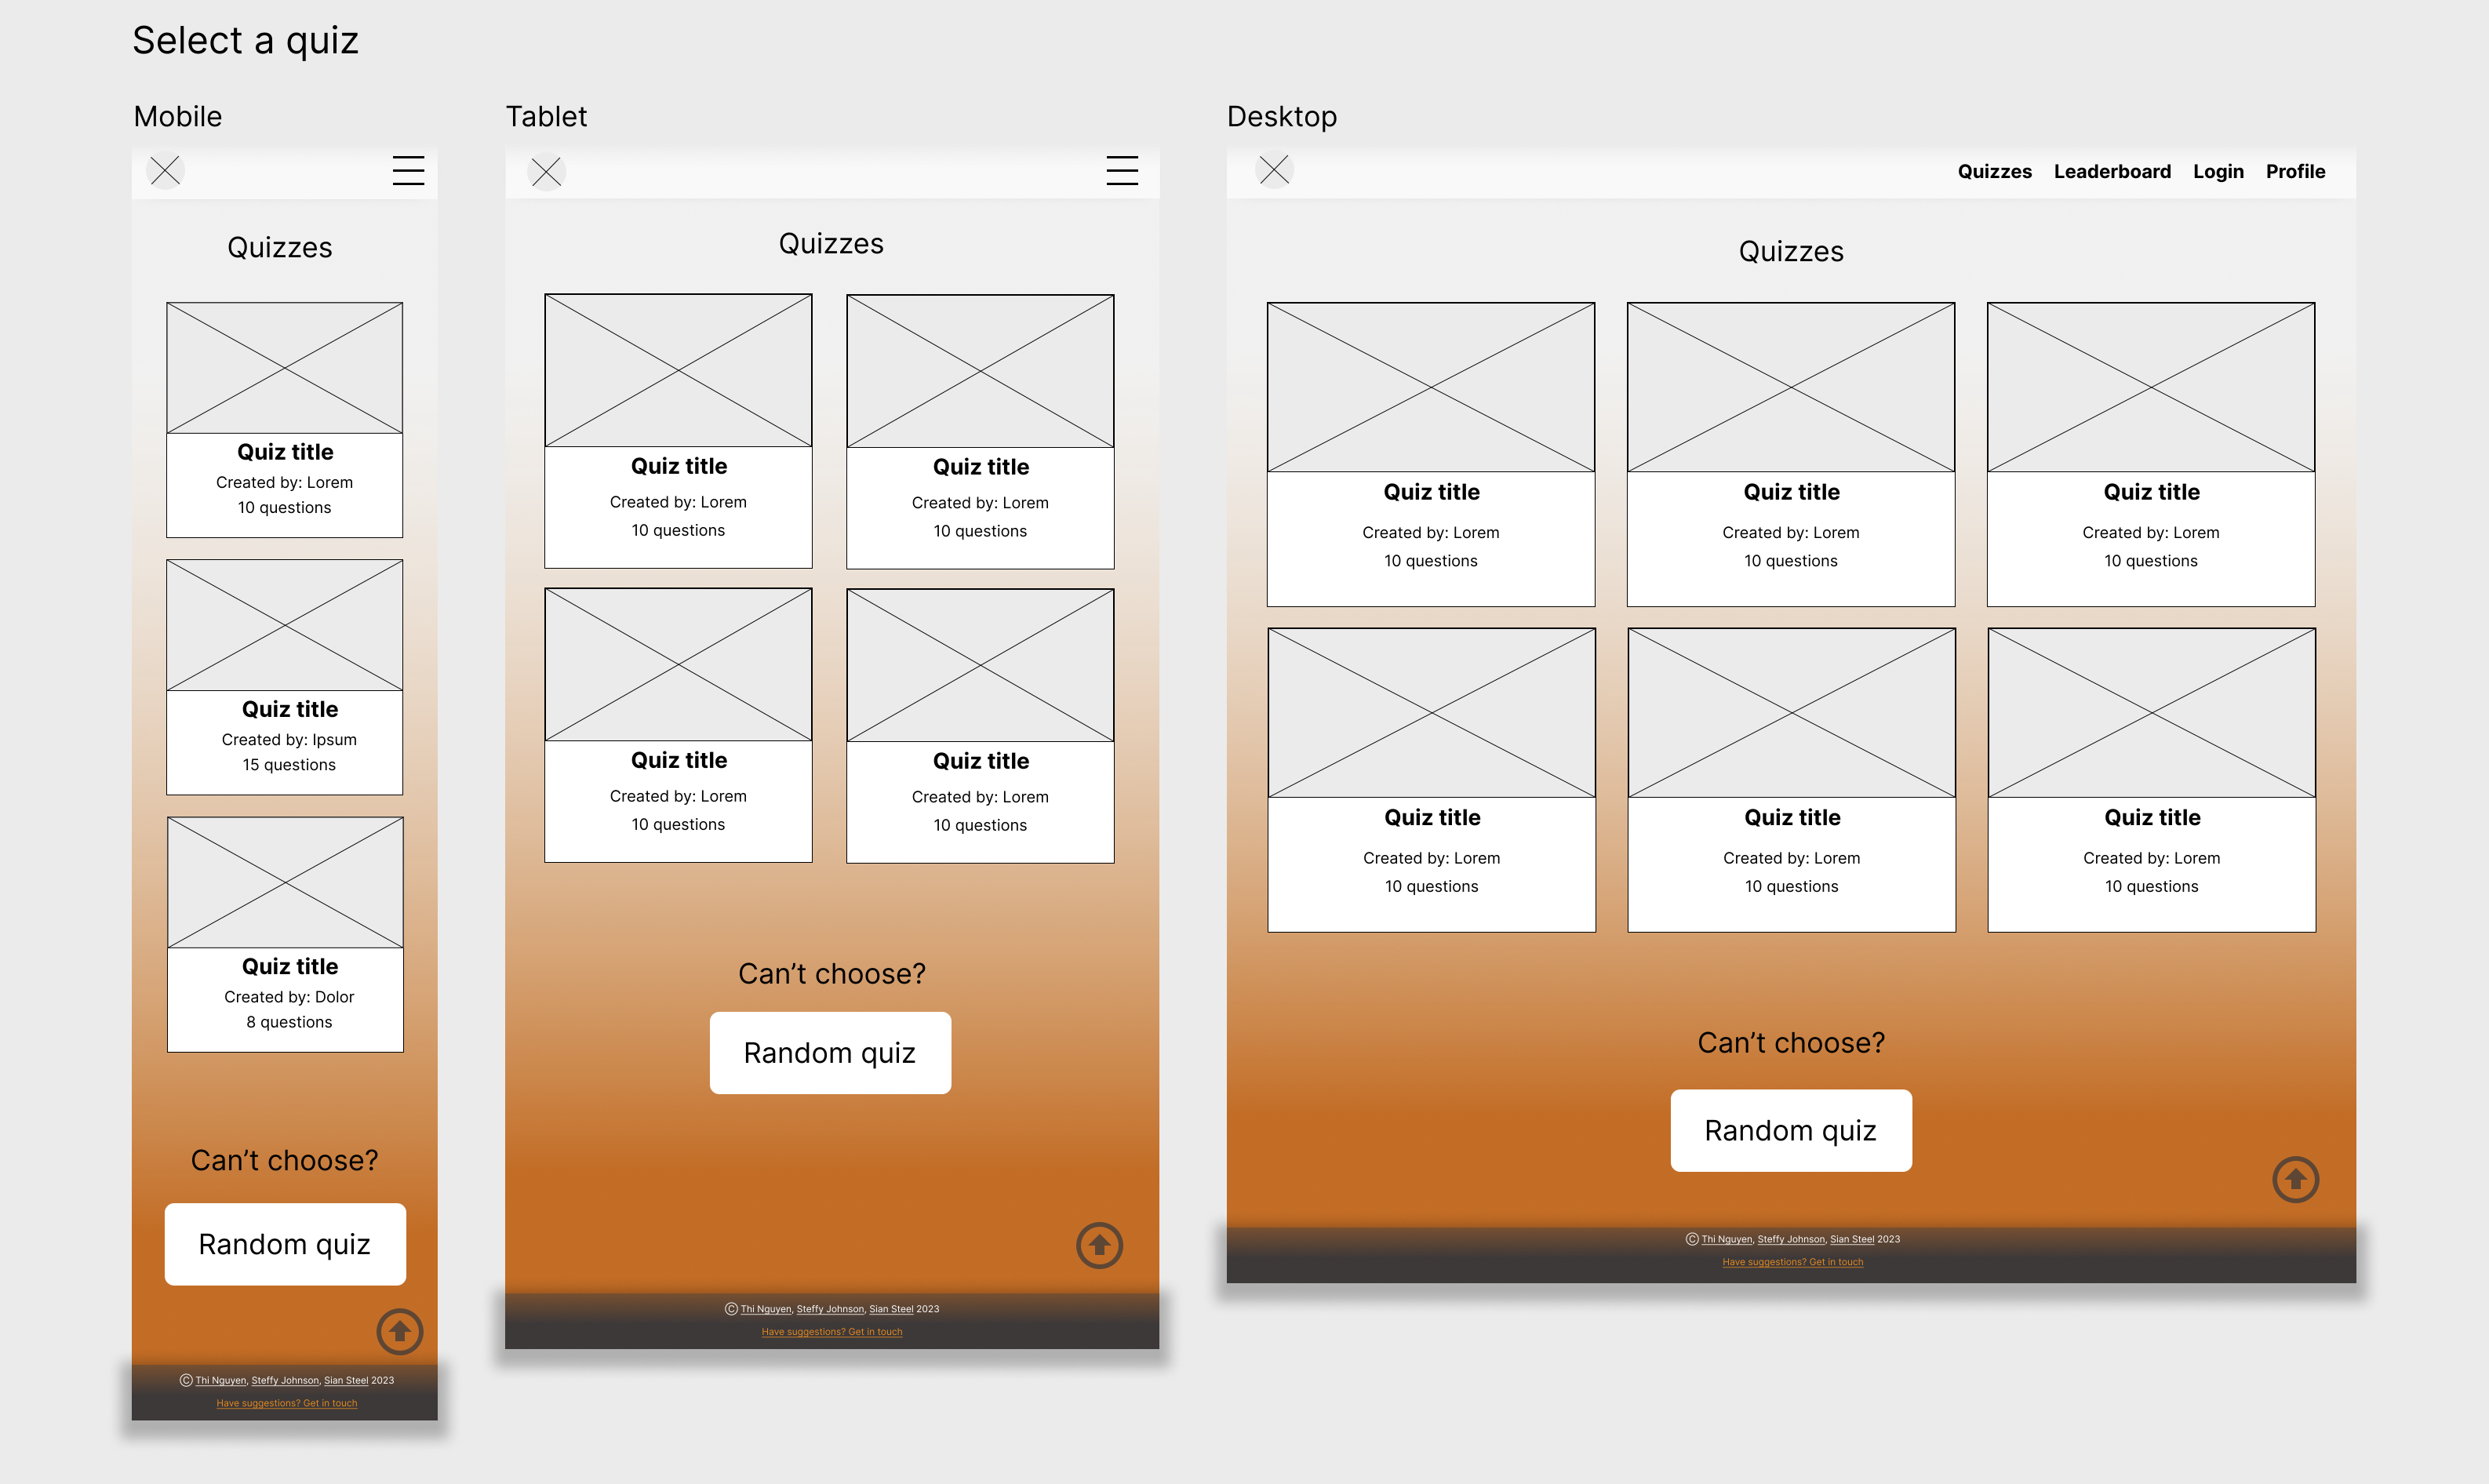 Select a quiz
Mobile
Quizzes
Quiz title
Created by: Lorem
10 questions
Quiz title
Created by: Ipsum
15 questions
Quiz title
Created by: Dolor
8 questions
Can’t choose?
Random quiz
© Thi Nguyen, Steffy Johnson, Sian Steel 2023
Have suggestions? Get in touch
Tablet
Quizzes
Quiz title
Created by: Lorem
10 questions
Quiz title
Created by: Lorem
10 questions
Quiz title
Created by: Lorem
10 questions
Quiz title
Created by: Lorem
10 questions
Can’t choose?
Random quiz
© Thi Nguyen, Steffy Johnson, Sian Steel 2023
Have suggestions? Get in touch
Desktop
Quizzes Leaderboard Login Profile
Quizzes
Quiz title
Created by: Lorem
10 questions
Quiz title
Created by: Lorem
10 questions
Quiz title
Created by: Lorem
10 questions
Quiz title
Created by: Lorem
10 questions
Quiz title
Created by: Lorem
10 questions
Quiz title
Created by: Lorem
10 questions
Can’t choose?
Random quiz
© Thi Nguyen, Steffy Johnson, Sian Steel 2023
Have suggestions? Get in touch